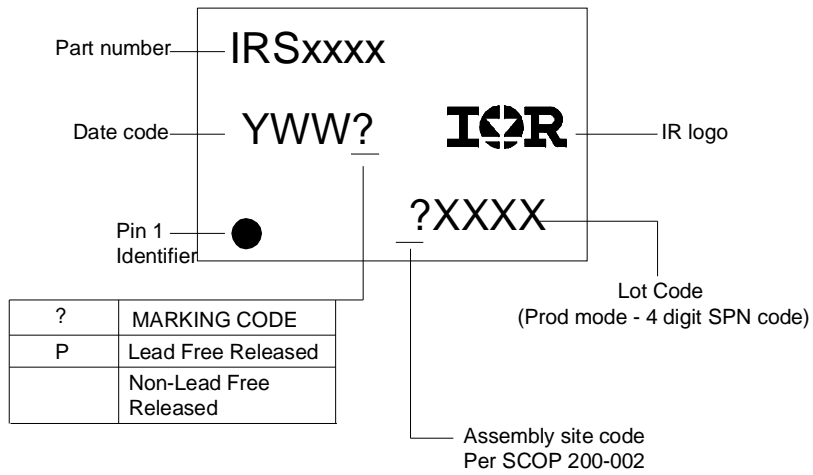 Part number
IRSxxxx
Date code
YWW?
IOR
IR logo
Pin 1
Identifier
?XXXX
Lot Code
(Prod mode - 4 digit SPN code)
? MARKING CODE
P Lead Free Released
Non-Lead Free
Released
Assembly site code
Per SCOP 200-002